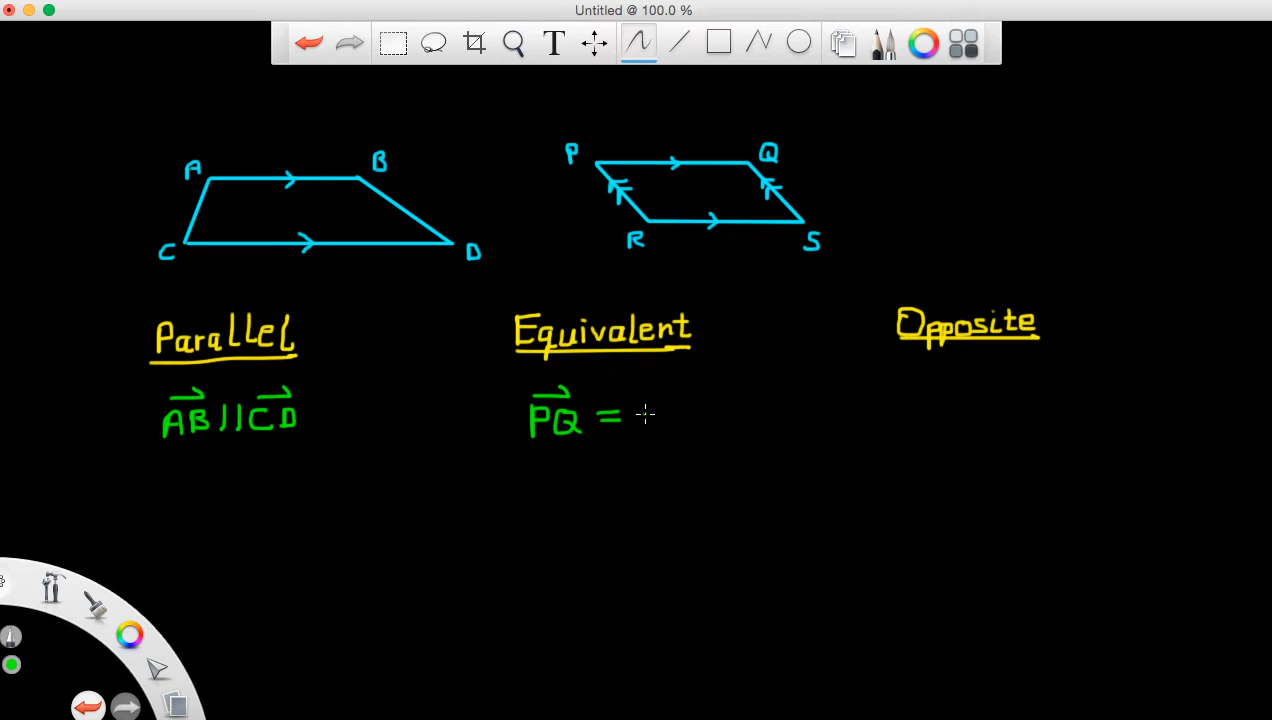 Untitled @ 100.0 %
T
A B
C D
P Q
R S
Parallel Equivalent Opposite
AB // CD PQ =